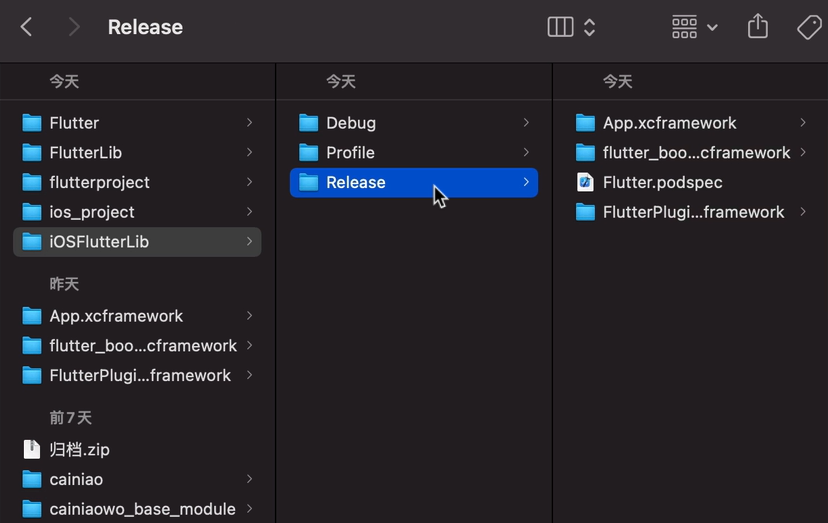 Release
今天
Flutter
FlutterLib
flutterproject
ios_project
iOSFlutterLib
昨天
App.xcframework
flutter_boo...cframework
FlutterPlugi...framework
前7天
归档.zip
cainiao
cainiaowo_base_module
今天
Debug
Profile
Release
今天
App.xcframework
flutter_boo...cframework
Flutter.podspec
FlutterPlugi...framework